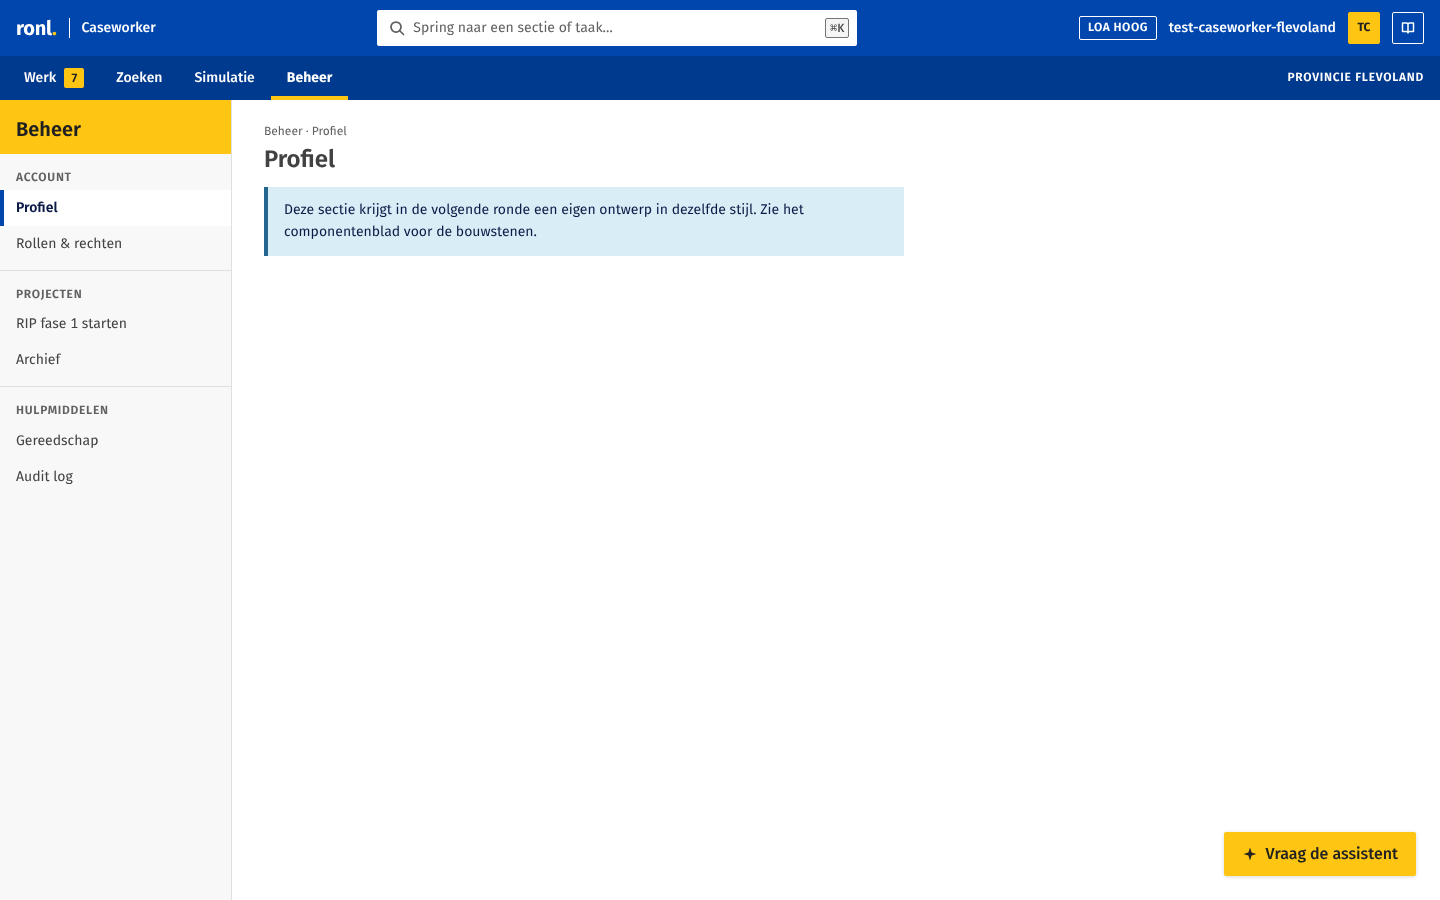 ronl. Caseworker
Spring naar een sectie of taak... ⌘K
LOA HOOG test-caseworker-flevoland TC
Werk 7 Zoeken Simulatie Beheer
PROVINCIE FLEVOLAND
Beheer
ACCOUNT
Profiel
Rollen & rechten
PROJECTEN
RIP fase 1 starten
Archief
HULPMIDDELEN
Gereedschap
Audit log
Beheer · Profiel
Profiel
Deze sectie krijgt in de volgende ronde een eigen ontwerp in dezelfde stijl. Zie het
componentenblad voor de bouwstenen.
Vraag de assistent